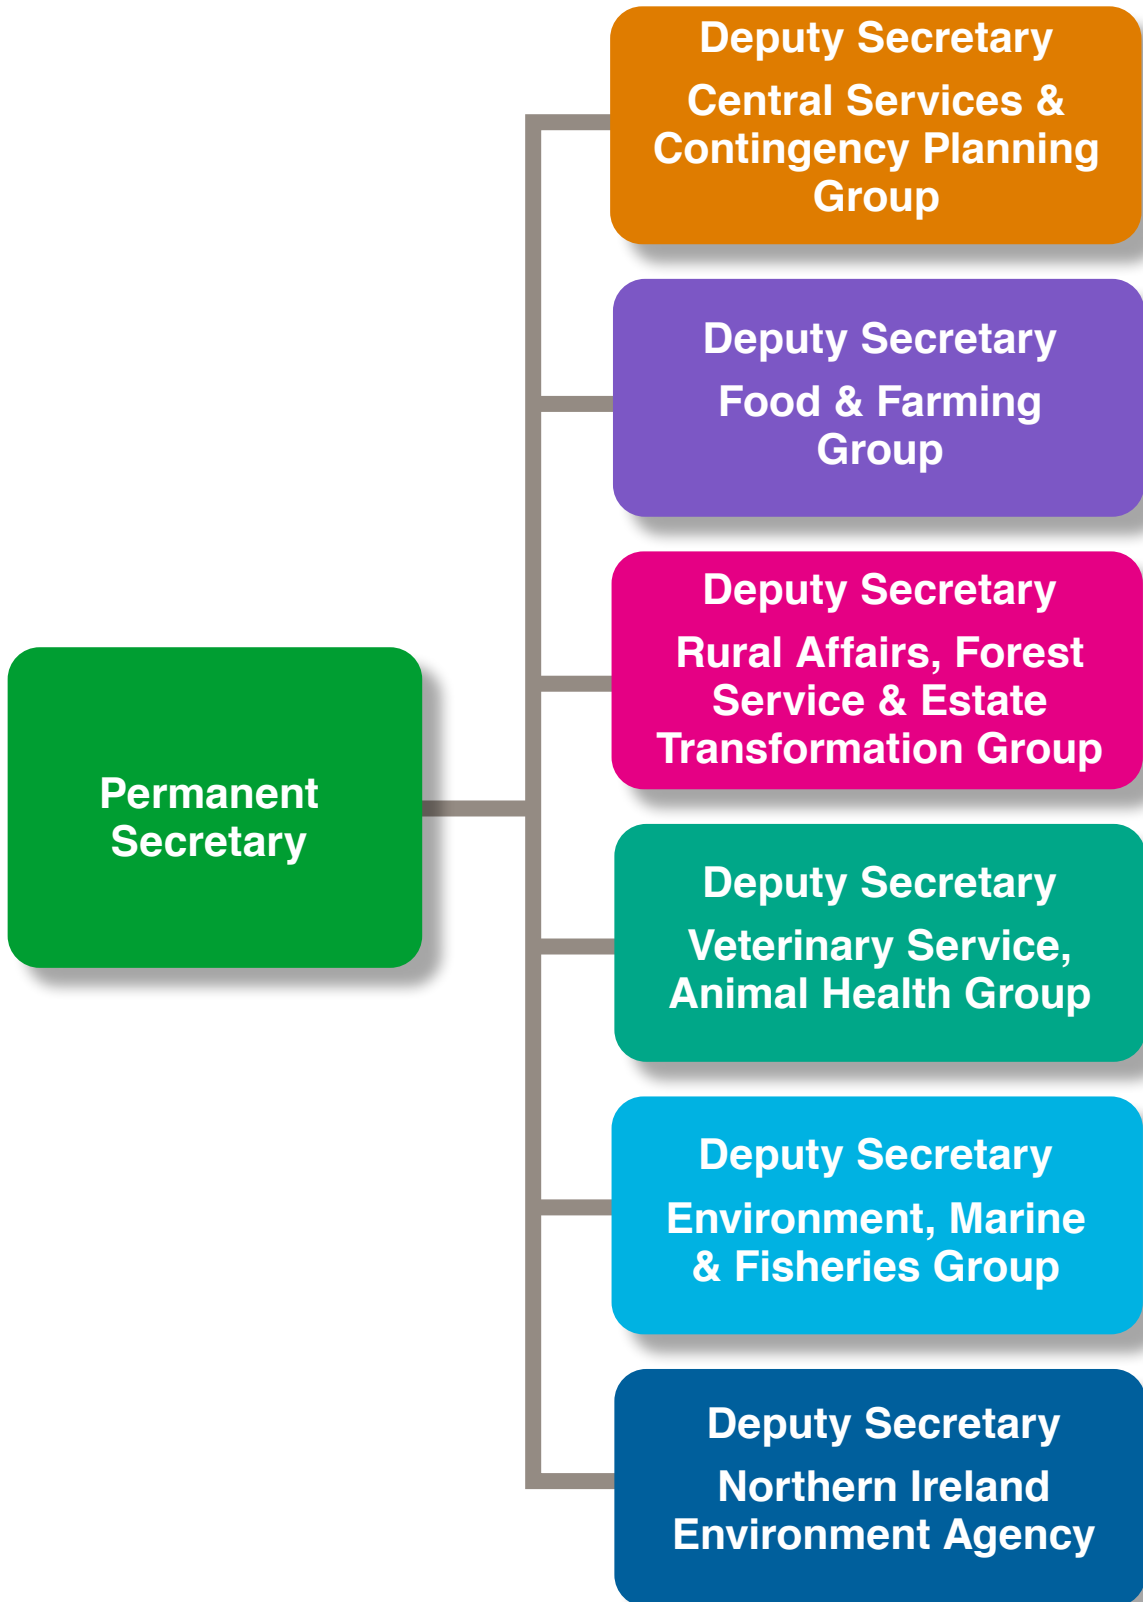 Deputy Secretary
Central Services &
Contingency Planning
Group
Deputy Secretary
Food & Farming
Group
Deputy Secretary
Rural Affairs, Forest
Service & Estate
Transformation Group
Permanent
Secretary
Deputy Secretary
Veterinary Service,
Animal Health Group
Deputy Secretary
Environment, Marine
& Fisheries Group
Deputy Secretary
Northern Ireland
Environment Agency